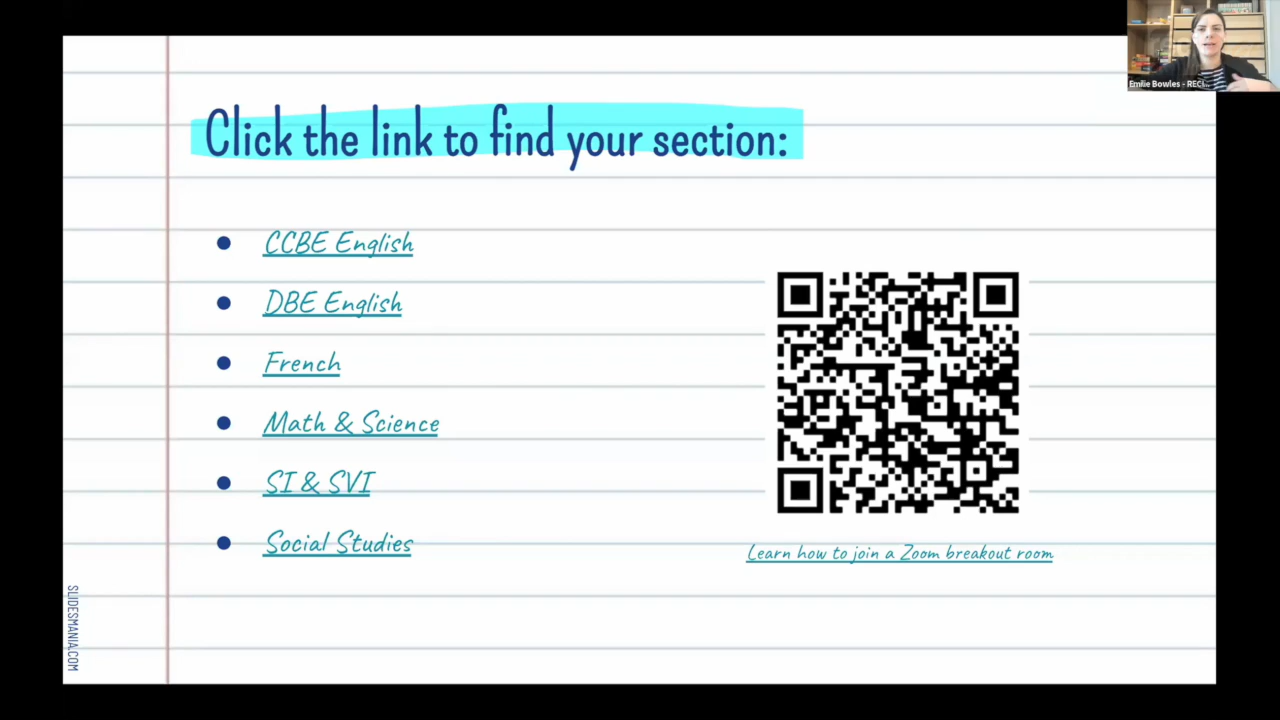 Click the link to find your section:
CCBE English
DBE English
French
Math & Science
SI & SVI
Social Studies
Learn how to join a Zoom breakout room
SLIDESMANIA.COM
Emilie Bowles - RECI...